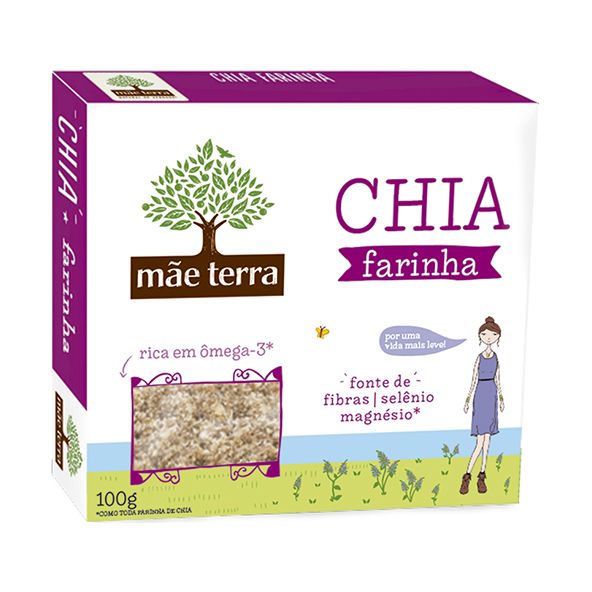 CHIA FARINHA
mãe terra
CHIA
farinha
rica em ômega-3*
por uma
vida mais leve!
fonte de
fibras | selênio
magnésio*
100g
*COMO TODA FARINHA DE CHIA
CHIA*
farinha
mãe terra